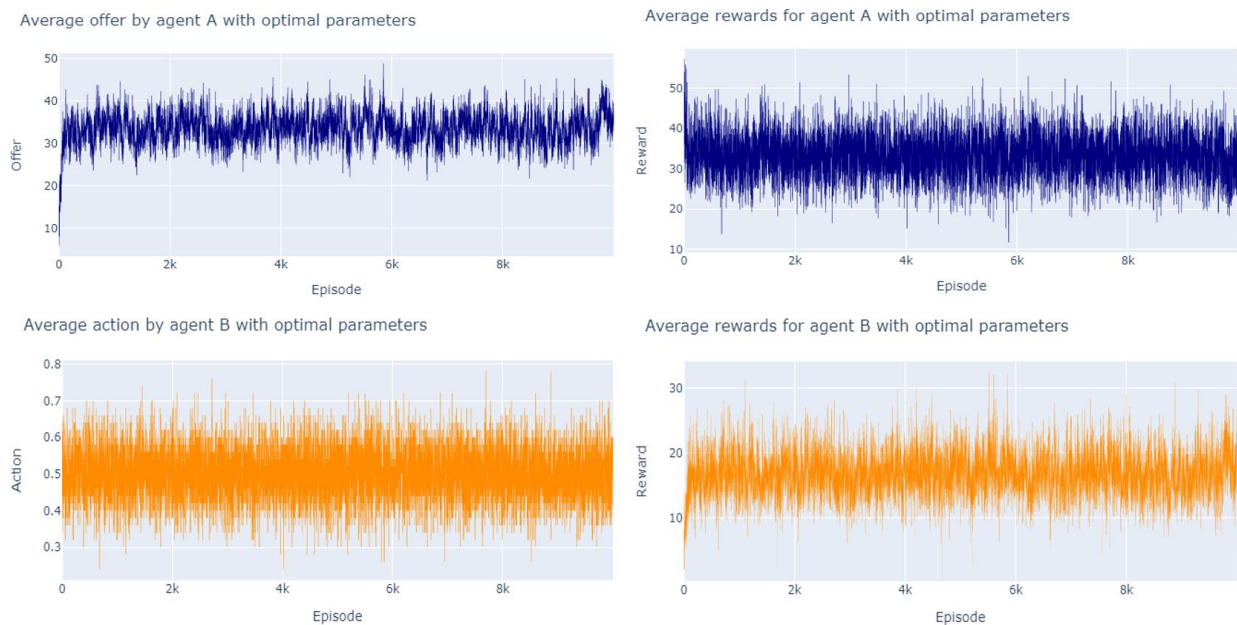 Average offer by agent A with optimal parameters
50
40
30
20
10
Offer
0
2k
4k
6k
8k
Episode
Average rewards for agent A with optimal parameters
50
40
30
20
10
Reward
0
2k
4k
6k
8k
Episode
Average action by agent B with optimal parameters
0.8
0.7
0.6
0.5
0.4
0.3
Action
0
2k
4k
6k
8k
Episode
Average rewards for agent B with optimal parameters
30
20
10
Reward
0
2k
4k
6k
8k
Episode